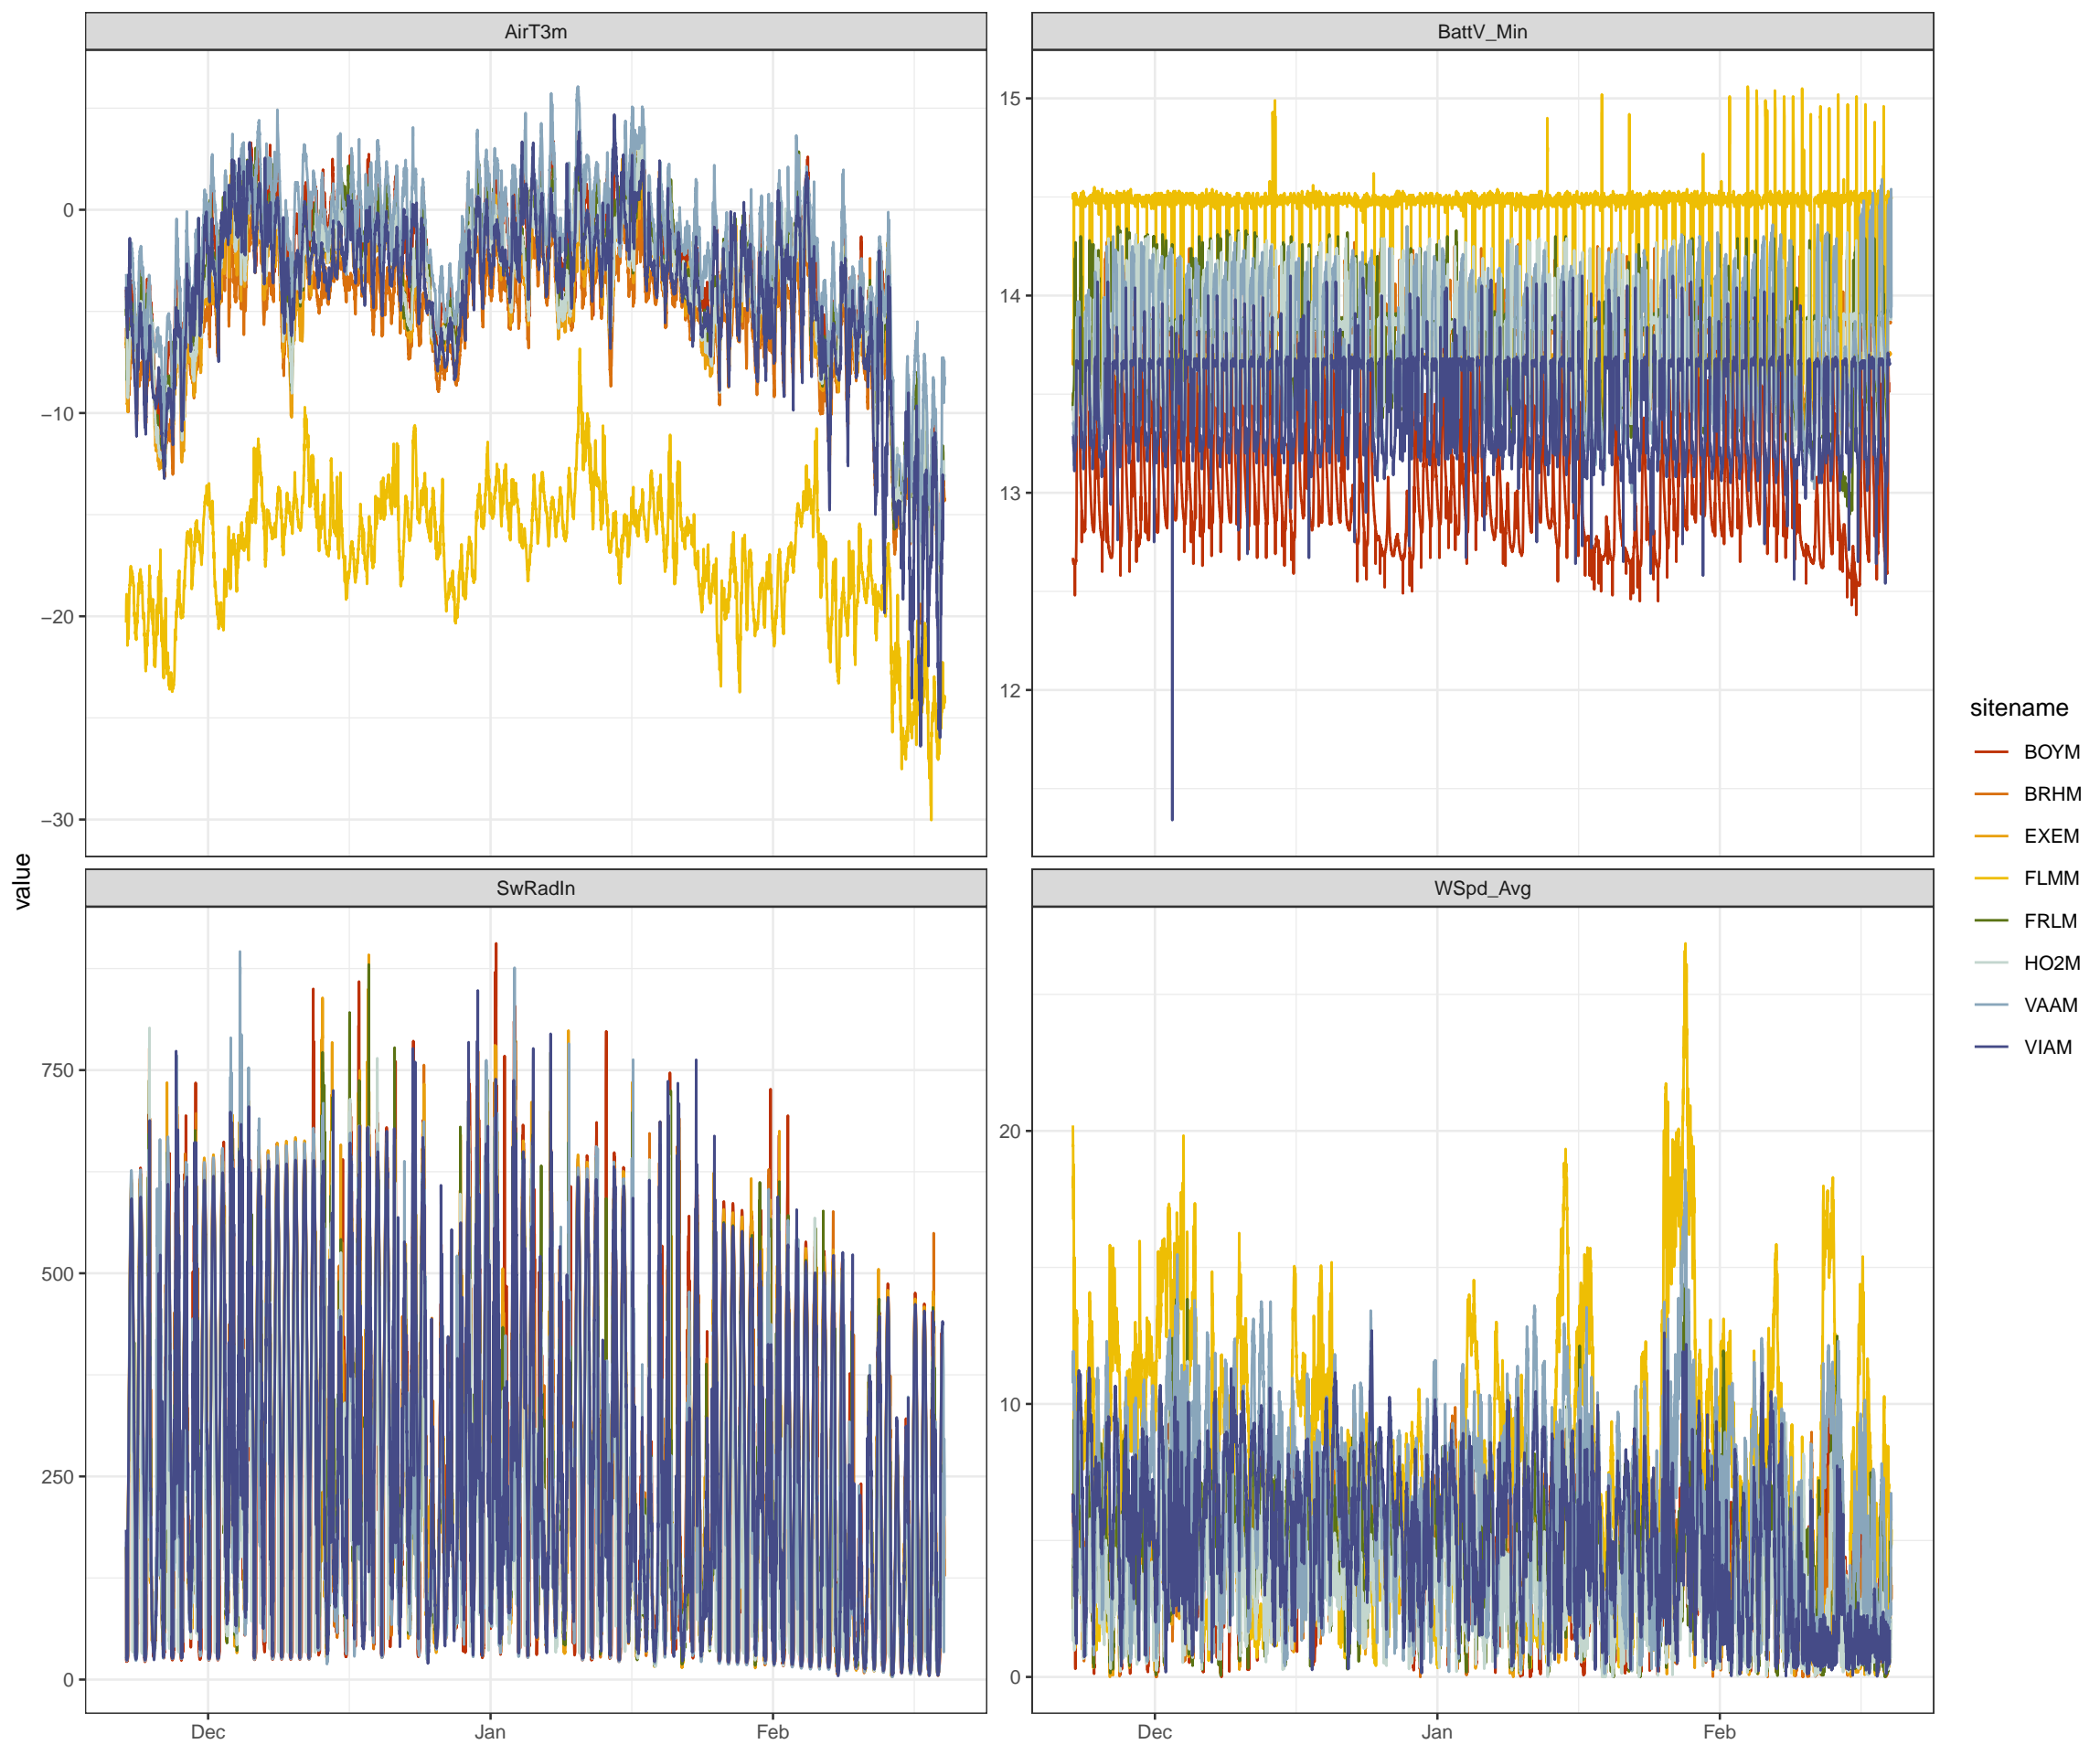 AirT3m
BattV_Min
0
−10
−20
−30
15
14
13
12
SwRadIn
WSpd_Avg
750
500
250
0
20
10
0
Dec
Jan
Feb
Dec
Jan
Feb
value
sitename
BOYM
BRHM
EXEM
FLMM
FRLM
HO2M
VAAM
VIAM